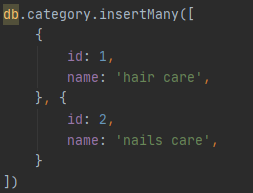 db.category.insertMany([
    {
        id: 1,
        name: 'hair care',
    }, {
        id: 2,
        name: 'nails care',
    }
])